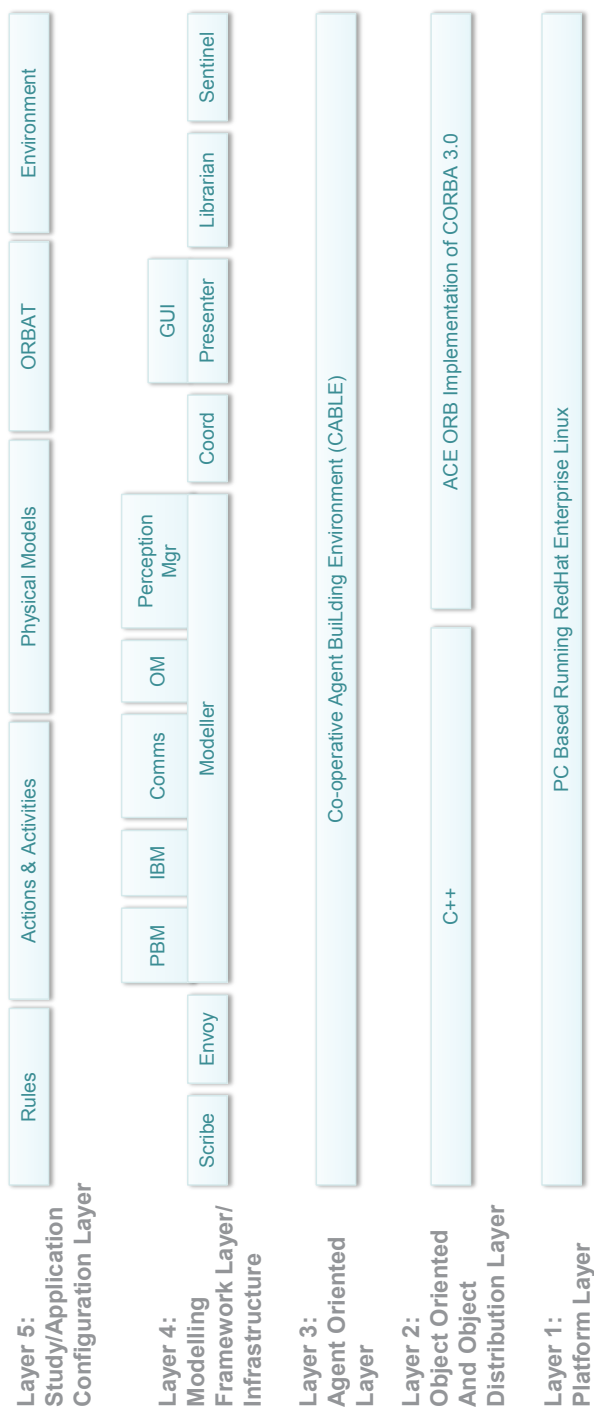 Layer 5:
Study/Application
Configuration Layer
Rules
Actions & Activities
Physical Models
ORBAT
Environment
Layer 4:
Modelling
Framework Layer/
Infrastructure
PBM
IBM
Comms
OM
Perception
Mgr
GUI
Scribe
Envoy
Modeller
Coord
Presenter
Librarian
Sentinel
Layer 3:
Agent Oriented
Layer
Co-operative Agent BuiLding Environment (CABLE)
Layer 2:
Object Oriented
And Object
Distribution Layer
C++
ACE ORB Implementation of CORBA 3.0
Layer 1:
Platform Layer
PC Based Running RedHat Enterprise Linux